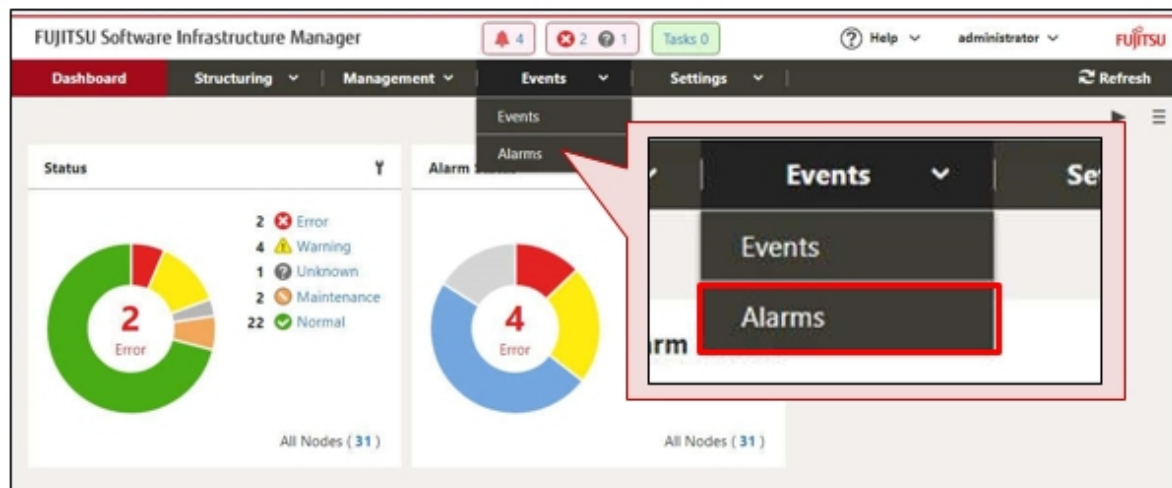 FUJITSU Software Infrastructure Manager
4
2
1
Tasks 0
Help
administrator
FUJITSU
Dashboard
Structuring
Management
Events
Settings
Refresh
Events
Alarms
Status
Alarm
2 Error
4 Warning
1 Unknown
2 Maintenance
22 Normal
2
Error
All Nodes ( 31 )
4
Error
All Nodes ( 31 )
Events
Se
Events
Alarms
rm